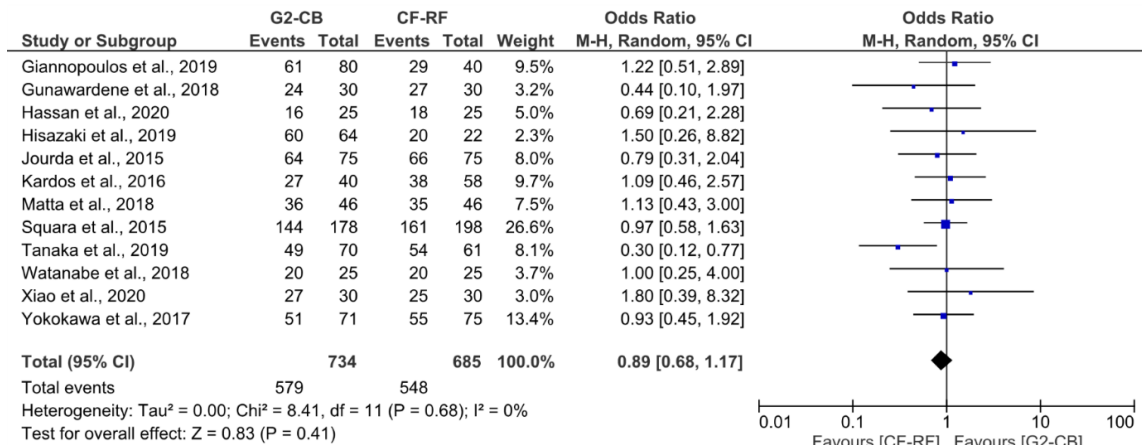 G2-CB CF-RF Odds Ratio Odds Ratio
Study or Subgroup Events Total Events Total Weight M-H, Random, 95% CI M-H, Random, 95% CI
Giannopoulos et al., 2019 61 80 29 40 9.5% 1.22 [0.51, 2.89]
Gunawardene et al., 2018 24 30 27 30 3.2% 0.44 [0.10, 1.97]
Hassan et al., 2020 16 25 18 25 5.0% 0.69 [0.21, 2.28]
Hisazaki et al., 2019 60 64 20 22 2.3% 1.50 [0.26, 8.82]
Jourda et al., 2015 64 75 66 75 8.0% 0.79 [0.31, 2.04]
Kardos et al., 2016 27 40 38 58 9.7% 1.09 [0.46, 2.57]
Matta et al., 2018 36 46 35 46 7.5% 1.13 [0.43, 3.00]
Squara et al., 2015 144 178 161 198 26.6% 0.97 [0.58, 1.63]
Tanaka et al., 2019 49 70 54 61 8.1% 0.30 [0.12, 0.77]
Watanabe et al., 2018 20 25 20 25 3.7% 1.00 [0.25, 4.00]
Xiao et al., 2020 27 30 25 30 3.0% 1.80 [0.39, 8.32]
Yokokawa et al., 2017 51 71 55 75 13.4% 0.93 [0.45, 1.92]
Total (95% CI) 734 685 100.0% 0.89 [0.68, 1.17]
Total events 579 548
Heterogeneity: Tau² = 0.00; Chi² = 8.41, df = 11 (P = 0.68); I² = 0%
Test for overall effect: Z = 0.83 (P = 0.41)
0.01 0.1 1 10 100
Favours [CF-RF] Favours [G2-CB]